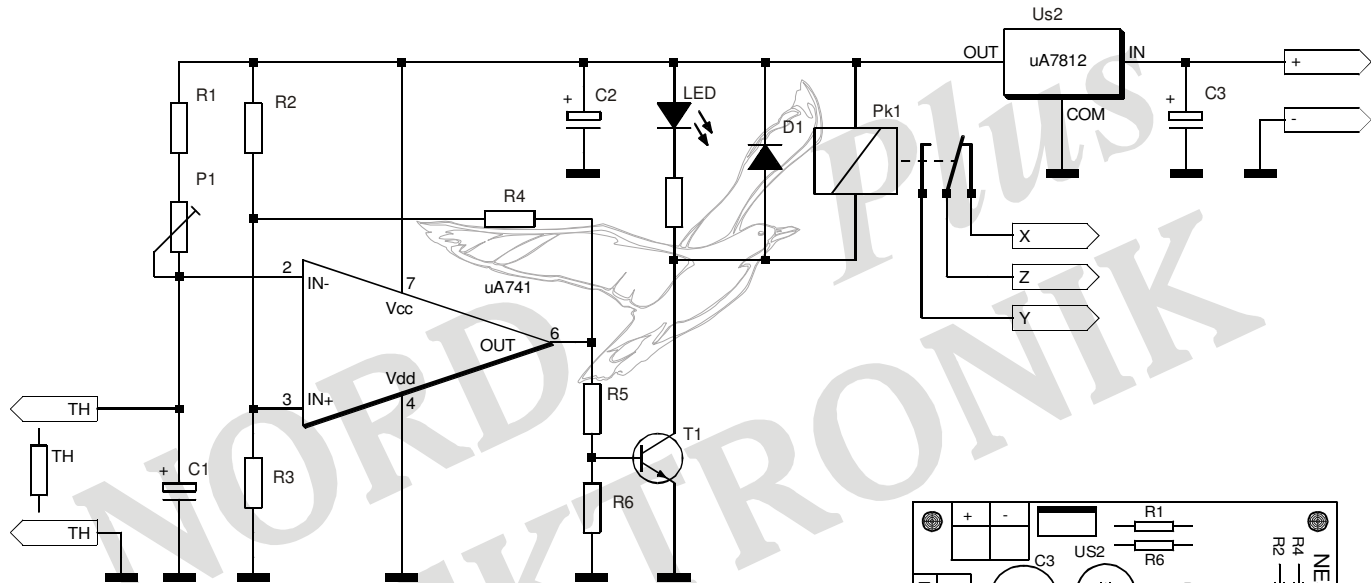 Us2
OUT
uA7812
IN
COM
+
-
R1
R2
+
C2
LED
D1
Pk1
+
C3
P1
R4
X
Z
Y
2
IN-
7
Vcc
uA741
6
OUT
Vdd
4
3
IN+
R5
T1
R6
TH
TH
TH
+
C1
R3
NORD
Plus
KTRONIK
+
-
R1
R6
C3
US2
R2
R4
NE